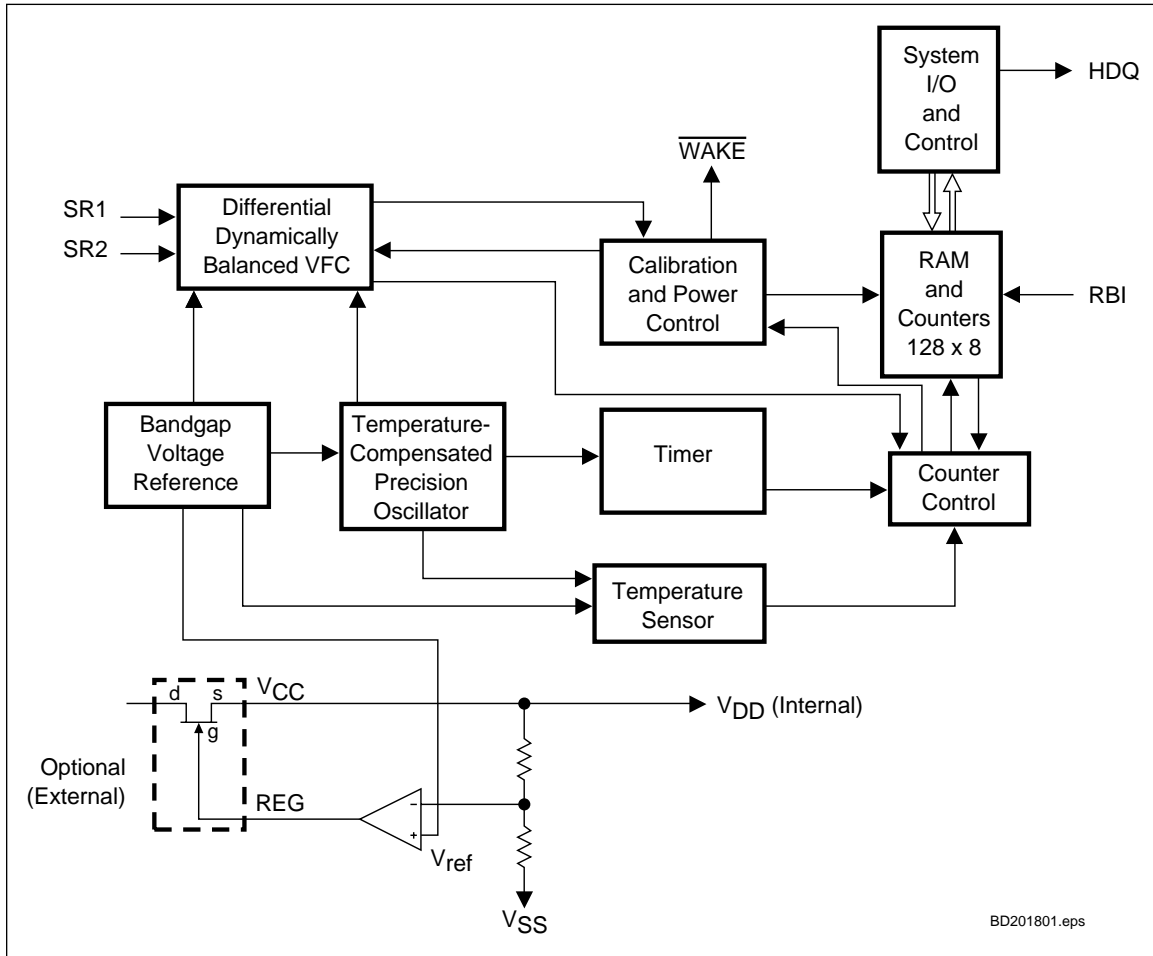 System
I/O
and
Control
HDQ
WAKE
SR1
SR2
Differential
Dynamically
Balanced VFC
Calibration
and Power
Control
RAM
and
Counters
128 x 8
RBI
Bandgap
Voltage
Reference
Temperature-
Compensated
Precision
Oscillator
Timer
Counter
Control
Temperature
Sensor
d
s
g
VCC
VDD (Internal)
Optional
(External)
REG
−
+
Vref
VSS
BD201801.eps